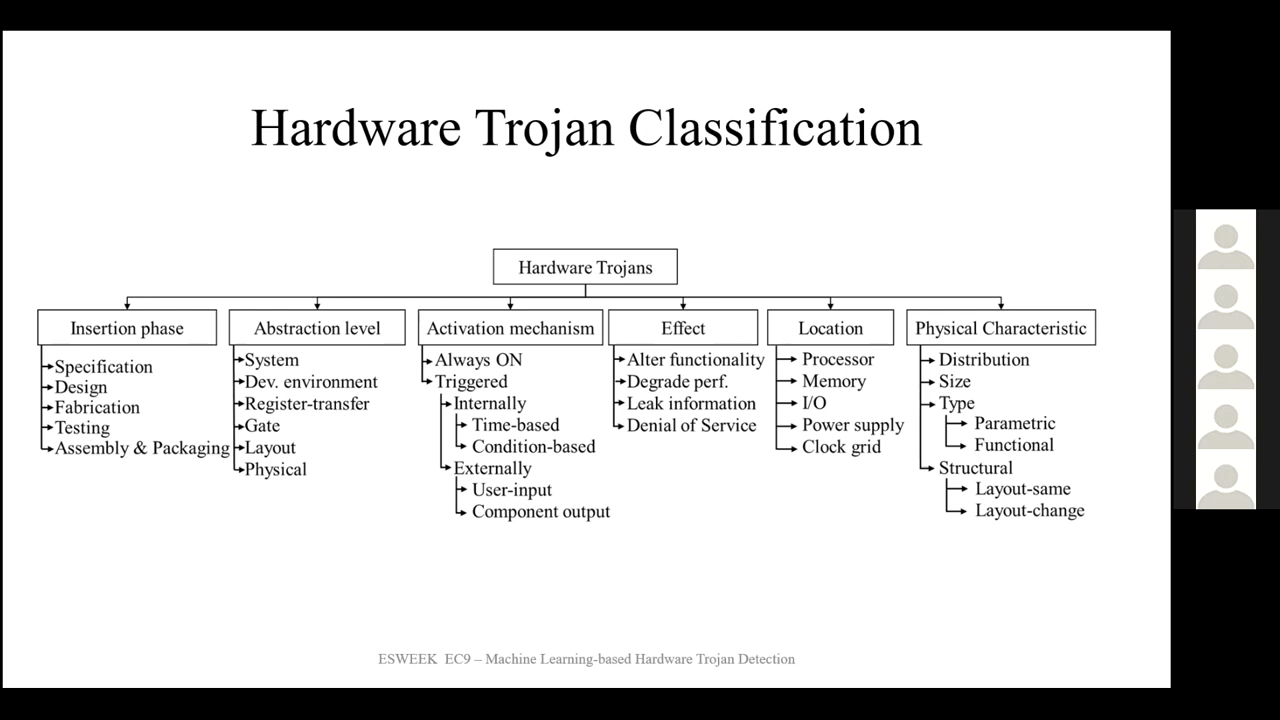 Hardware Trojan Classification
Hardware Trojans
Insertion phase
Specification
Design
Fabrication
Testing
Assembly & Packaging
Abstraction level
System
Dev. environment
Register-transfer
Gate
Layout
Physical
Activation mechanism
Always ON
Triggered
Internally
Time-based
Condition-based
Externally
User-input
Component output
Effect
Alter functionality
Degrade perf.
Leak information
Denial of Service
Location
Processor
Memory
I/O
Power supply
Clock grid
Physical Characteristic
Distribution
Size
Type
Parametric
Functional
Structural
Layout-same
Layout-change
ESWEEK EC9 – Machine Learning-based Hardware Trojan Detection